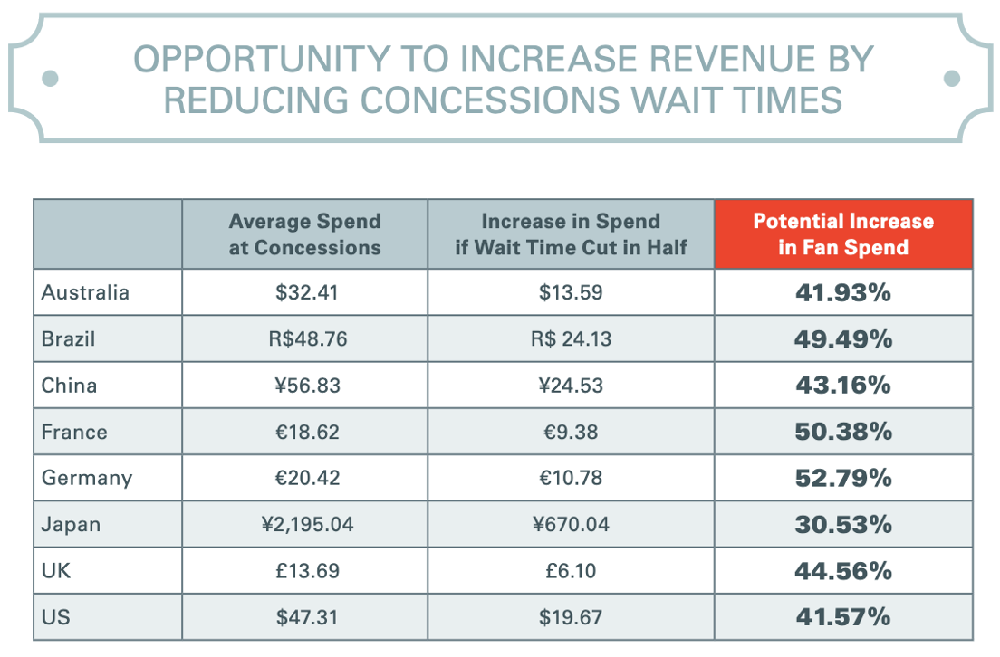 OPPORTUNITY TO INCREASE REVENUE BY
REDUCING CONCESSIONS WAIT TIMES
Average Spend
at Concessions
Increase in Spend
if Wait Time Cut in Half
Potential Increase
in Fan Spend
Australia $32.41 $13.59 41.93%
Brazil R$48.76 R$ 24.13 49.49%
China ¥56.83 ¥24.53 43.16%
France €18.62 €9.38 50.38%
Germany €20.42 €10.78 52.79%
Japan ¥2,195.04 ¥670.04 30.53%
UK £13.69 £6.10 44.56%
US $47.31 $19.67 41.57%